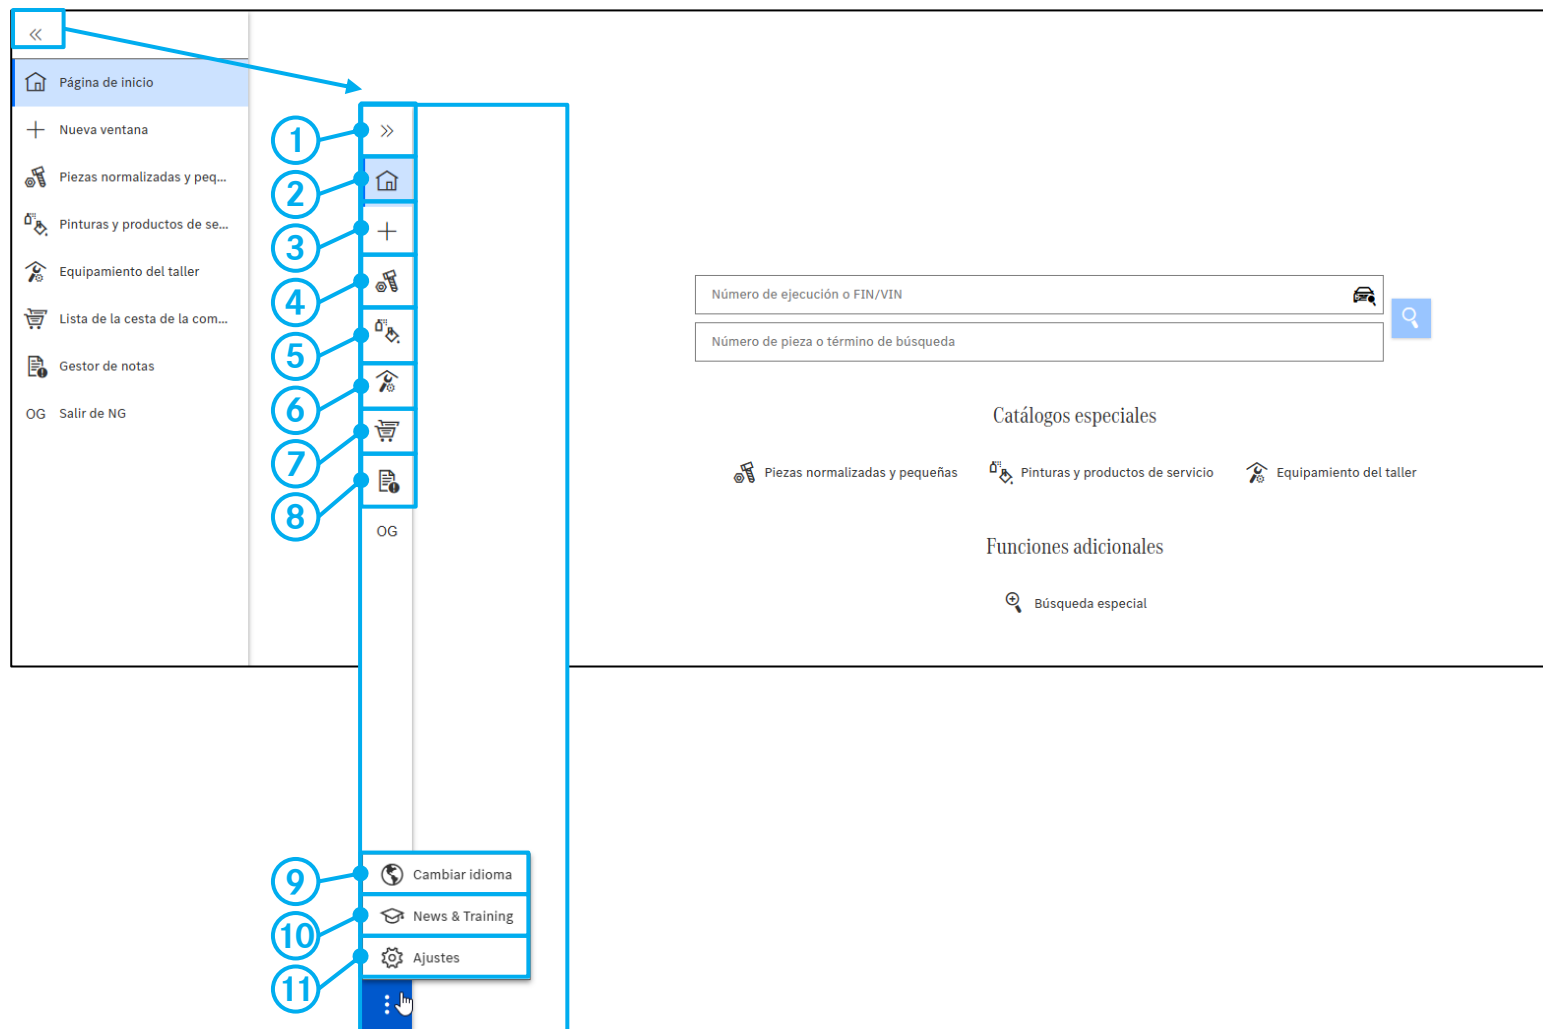 Página de inicio
Nueva ventana
Piezas normalizadas y peq...
Pinturas y productos de se...
Equipamiento del taller
Lista de la cesta de la com...
Gestor de notas
OG Salir de NG
1
2
3
4
5
6
7
8
OG
9 Cambiar idioma
10 News & Training
11 Ajustes
Número de ejecución o FIN/VIN
Número de pieza o término de búsqueda
Catálogos especiales
Piezas normalizadas y pequeñas Pinturas y productos de servicio Equipamiento del taller
Funciones adicionales
Búsqueda especial